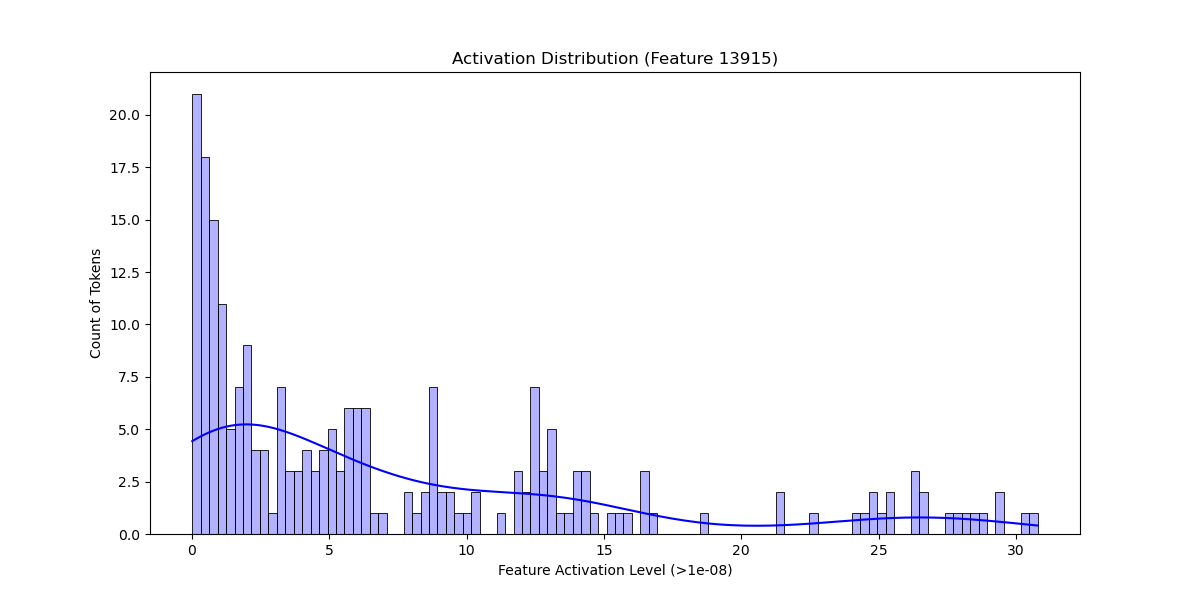 Activation Distribution (Feature 13915)
Count of Tokens
20.0
17.5
15.0
12.5
10.0
7.5
5.0
2.5
0.0
0 5 10 15 20 25 30
Feature Activation Level (>1e-08)